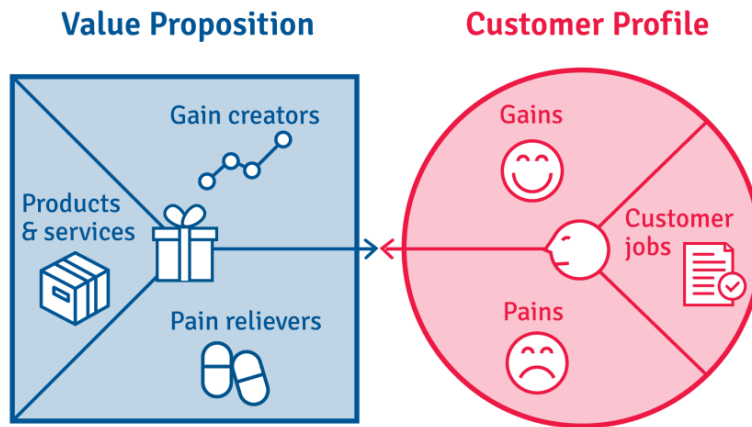 Value Proposition
Customer Profile
Gain creators
Products
& services
Pain relievers
Gains
Customer
jobs
Pains